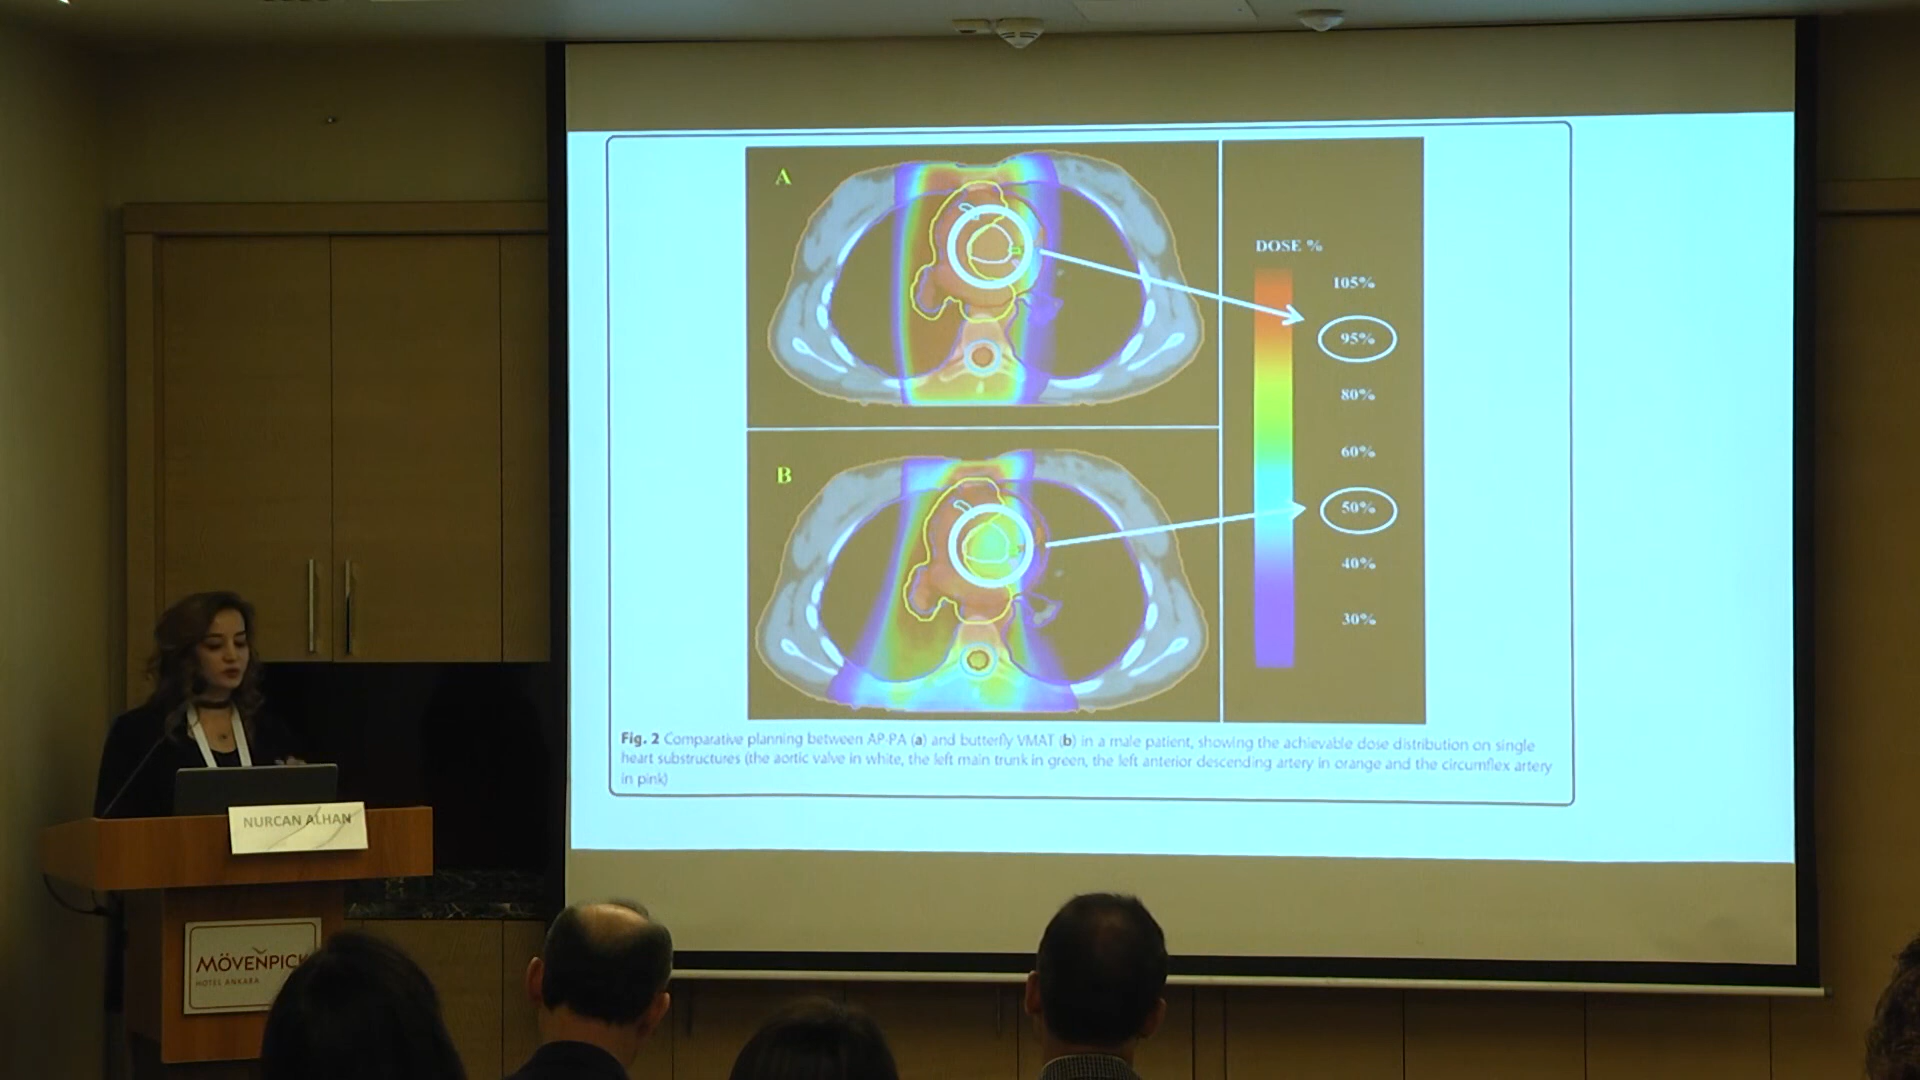 A
DOSE %
105%
95%
80%
60%
B
50%
40%
30%
Fig. 2 Comparative planning between AP-PA (a) and butterfly VMAT (b) in a male patient, showing the achievable dose distribution on single
heart substructures (the aortic valve in white, the left main trunk in green, the left anterior descending artery in orange and the circumflex artery
in pink)
NURCAN ALHAN
MÖVENPICK
HOTEL ANKARA